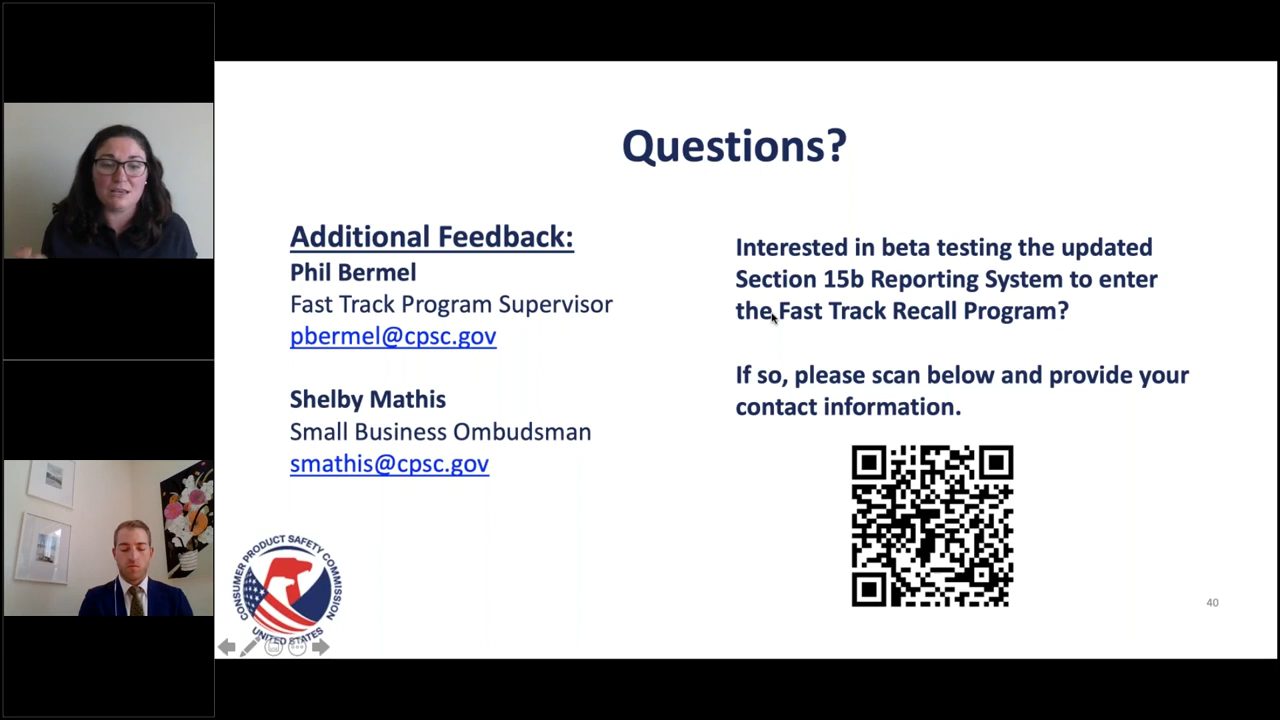 Questions?
Additional Feedback:
Phil Bermel
Fast Track Program Supervisor
pbermel@cpsc.gov
Shelby Mathis
Small Business Ombudsman
smathis@cpsc.gov
Interested in beta testing the updated
Section 15b Reporting System to enter
the Fast Track Recall Program?
If so, please scan below and provide your
contact information.
CONSUMER PRODUCT SAFETY COMMISSION
UNITED STATES
40